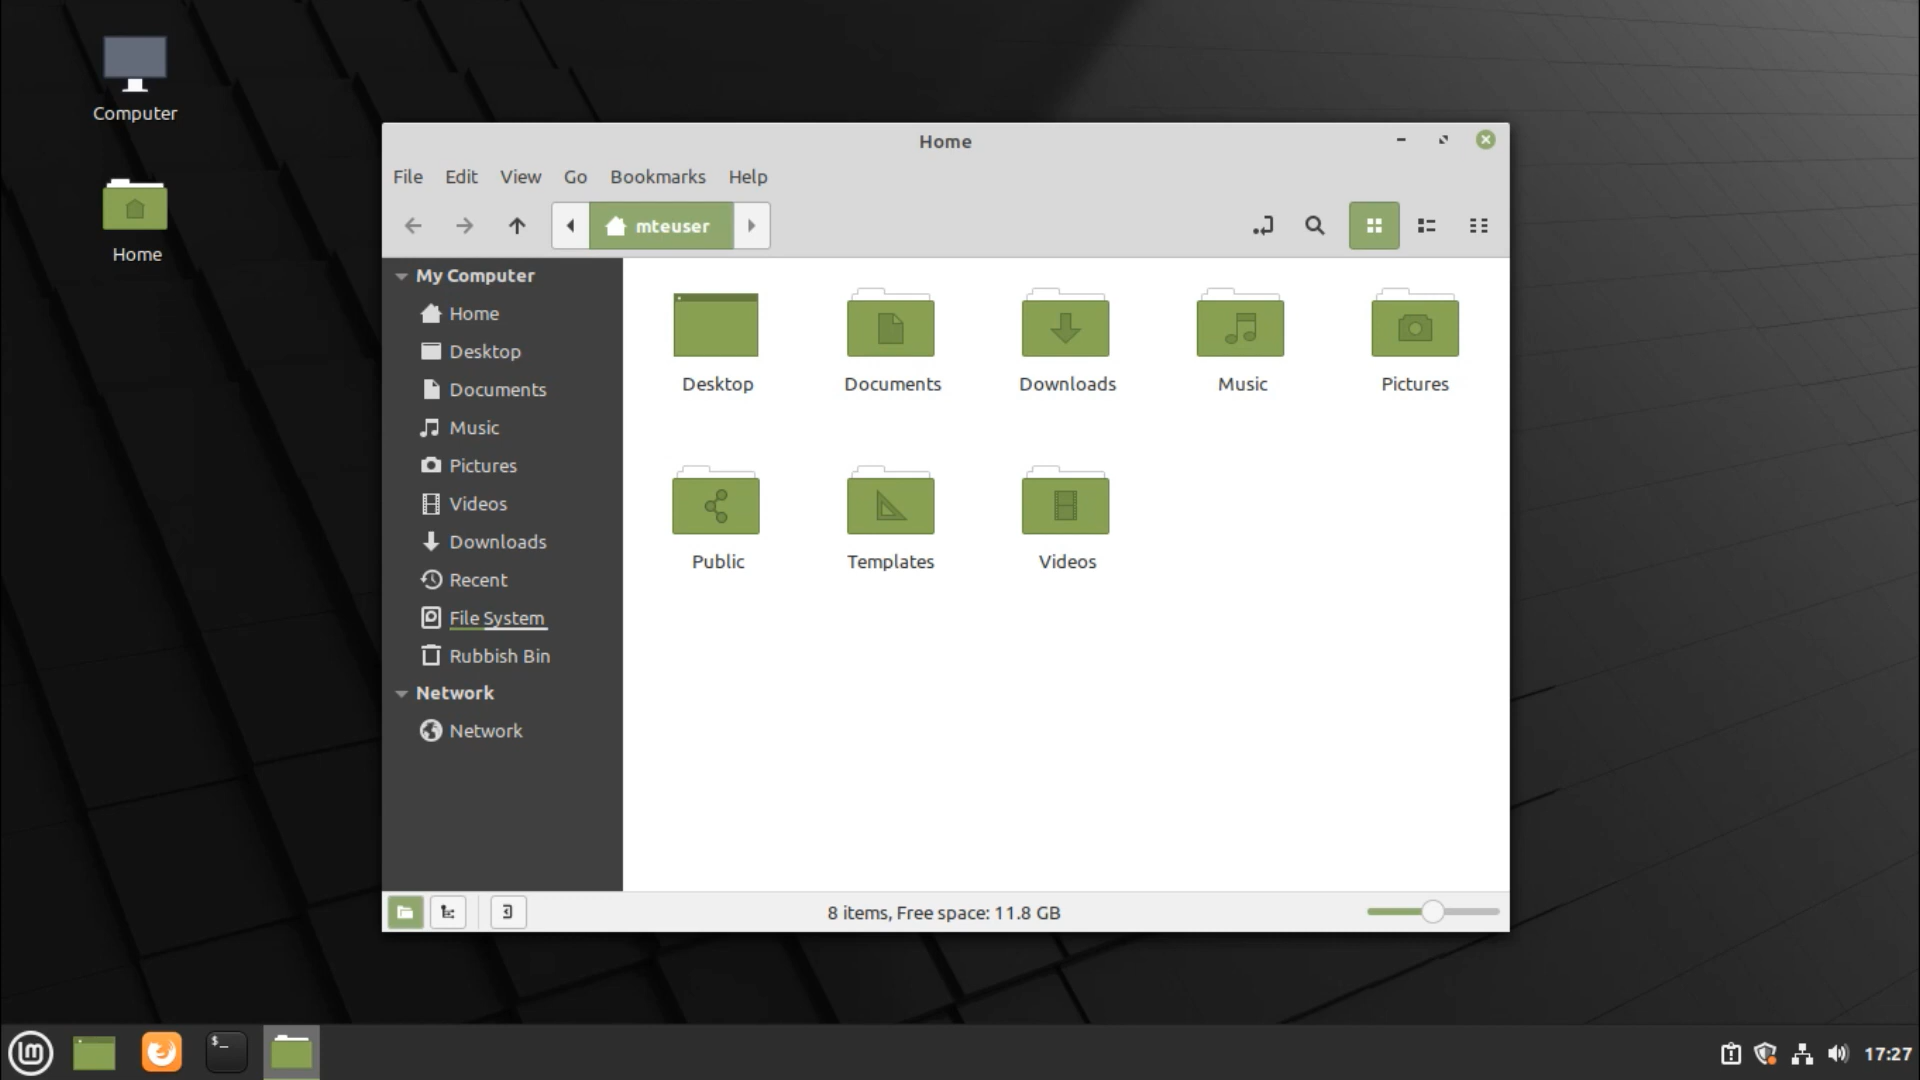 Computer
Home
Home
File Edit View Go Bookmarks Help
mteuser
My Computer
Home
Desktop
Documents
Music
Pictures
Videos
Downloads
Recent
File System
Rubbish Bin
Network
Network
Desktop Documents Downloads Music Pictures
Public Templates Videos
8 items, Free space: 11.8 GB
$_
17:27